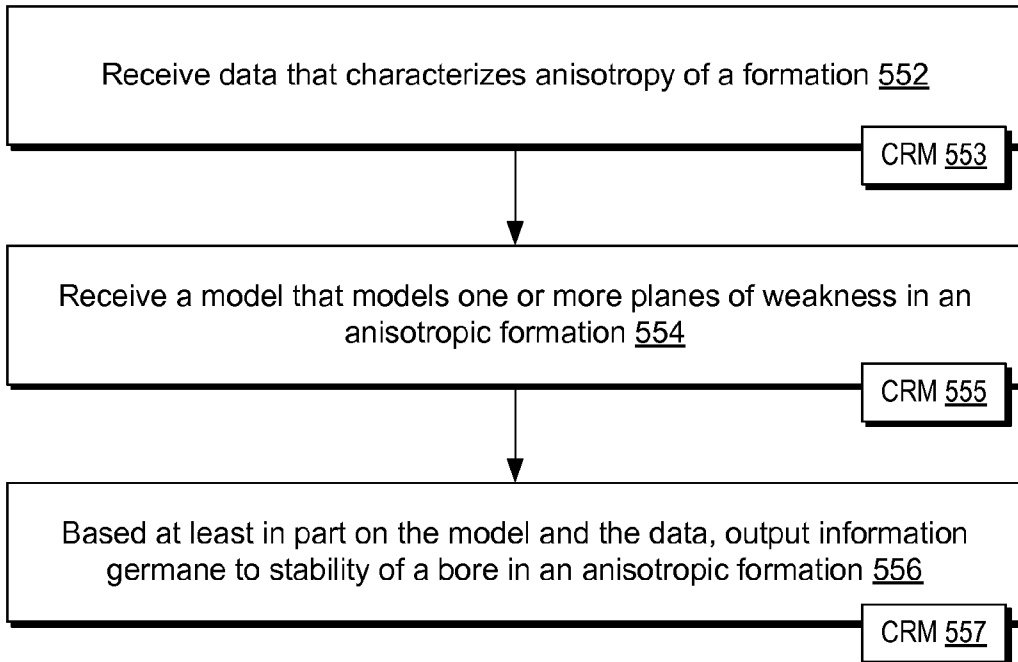 Receive data that characterizes anisotropy of a formation 552
CRM 553
Receive a model that models one or more planes of weakness in an
anisotropic formation 554
CRM 555
Based at least in part on the model and the data, output information
germane to stability of a bore in an anisotropic formation 556
CRM 557